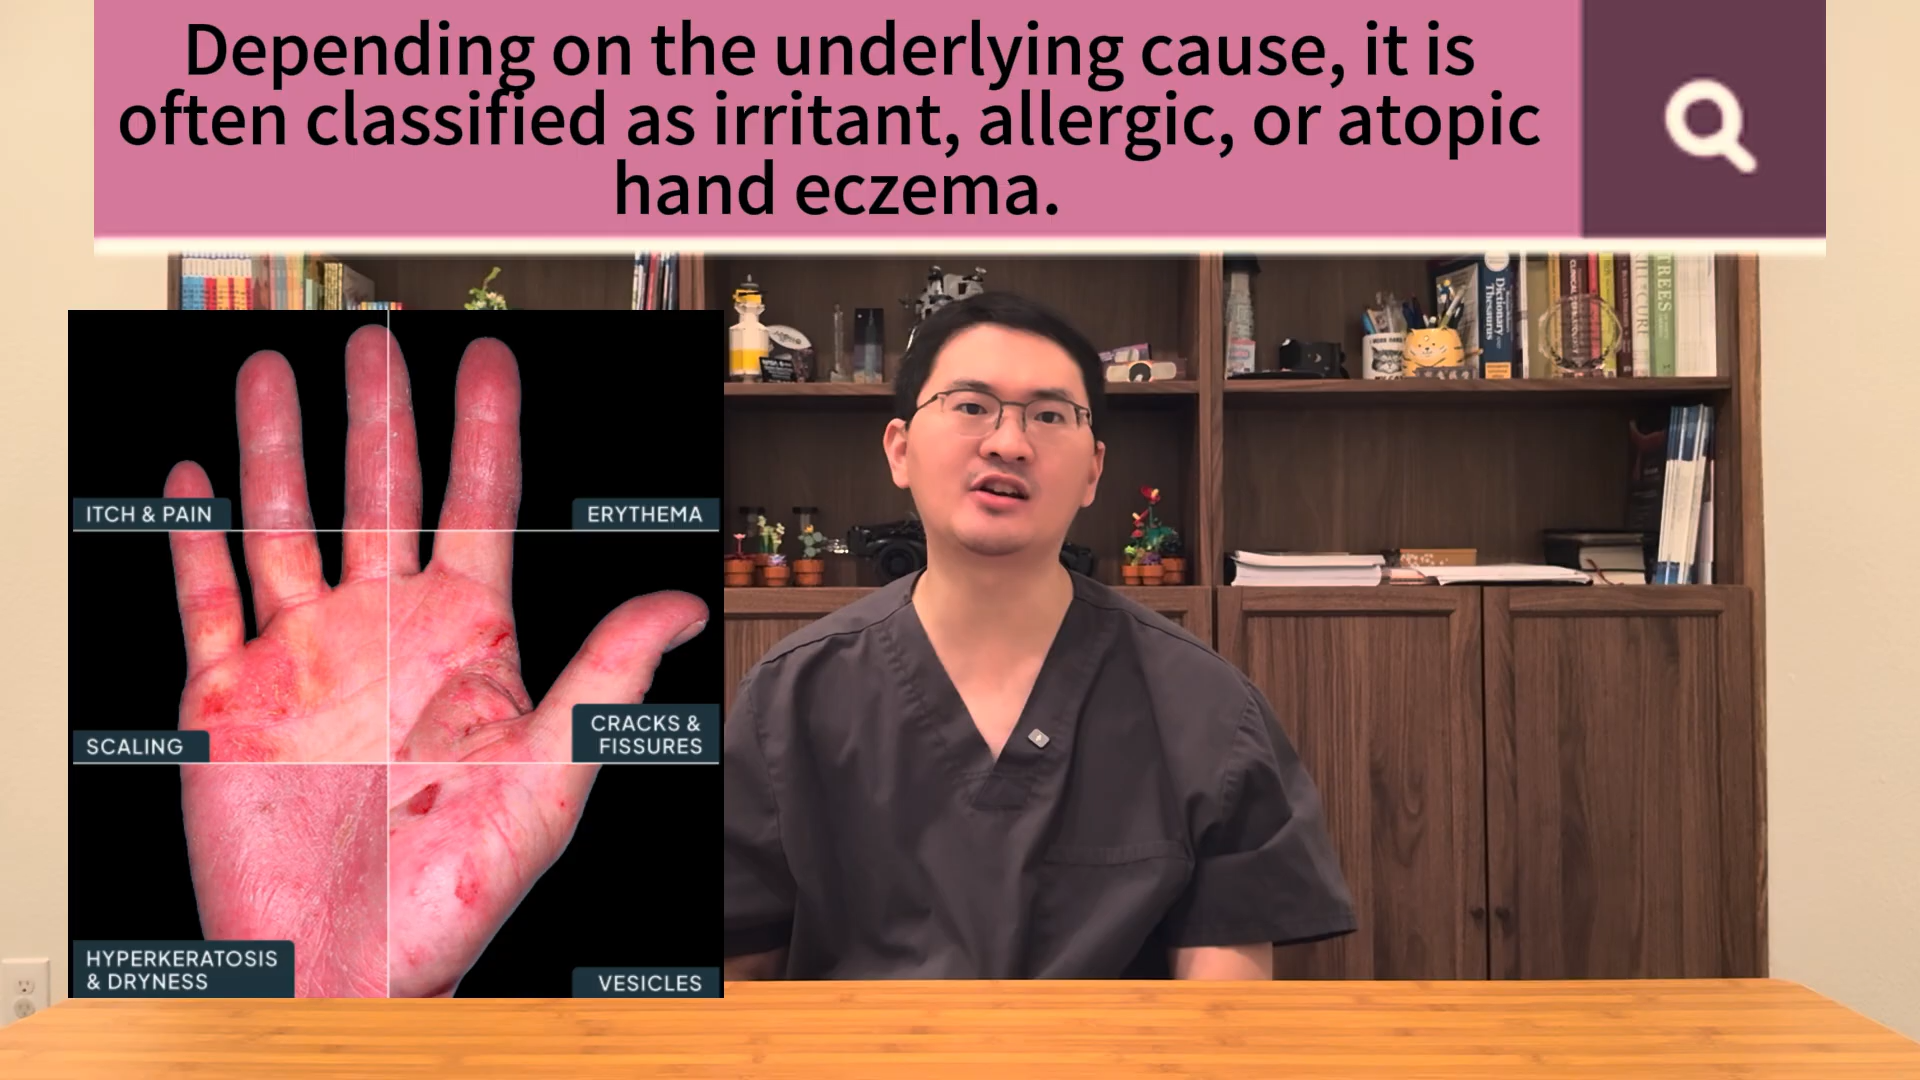 Depending on the underlying cause, it is
often classified as irritant, allergic, or atopic
hand eczema.
ITCH & PAIN
ERYTHEMA
SCALING
CRACKS &
FISSURES
HYPERKERATOSIS
& DRYNESS
VESICLES
Dictionary
Thesaurus
TREES